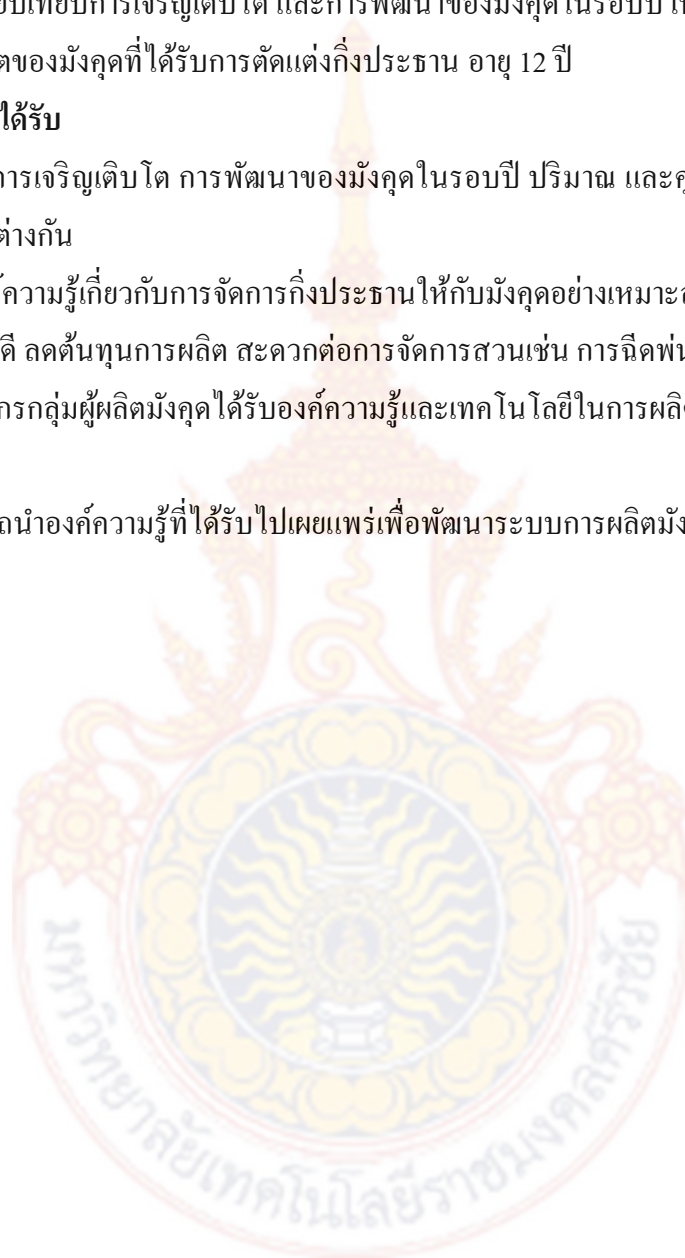 บเทียบการเจริญเติบโต และการพัฒนาของมังคุดในรอบปี
ตของมังคุดที่ได้รับการตัดแต่งกิ่งประธาน อายุ 12 ปี
ได้รับ
การเจริญเติบโต การพัฒนาของมังคุดในรอบปี ปริมาณ และ
ต่างกัน
ความรู้เกี่ยวกับการจัดการกิ่งประธานให้กับมังคุดอย่างเหมาะ
ดี ลดต้นทุนการผลิต สะดวกต่อการจัดการสวนเช่น การฉีดพ่น
กรกลุ่มผู้ผลิตมังคุดได้รับองค์ความรู้และเทคโนโลยีในการผลิ
ถนำองค์ความรู้ที่ได้รับไปเผยแพร่เพื่อพัฒนาระบบการผลิตมัง
มหาวิทยาลัยเทคโนโลยีราชมงคลศรีวิชัย